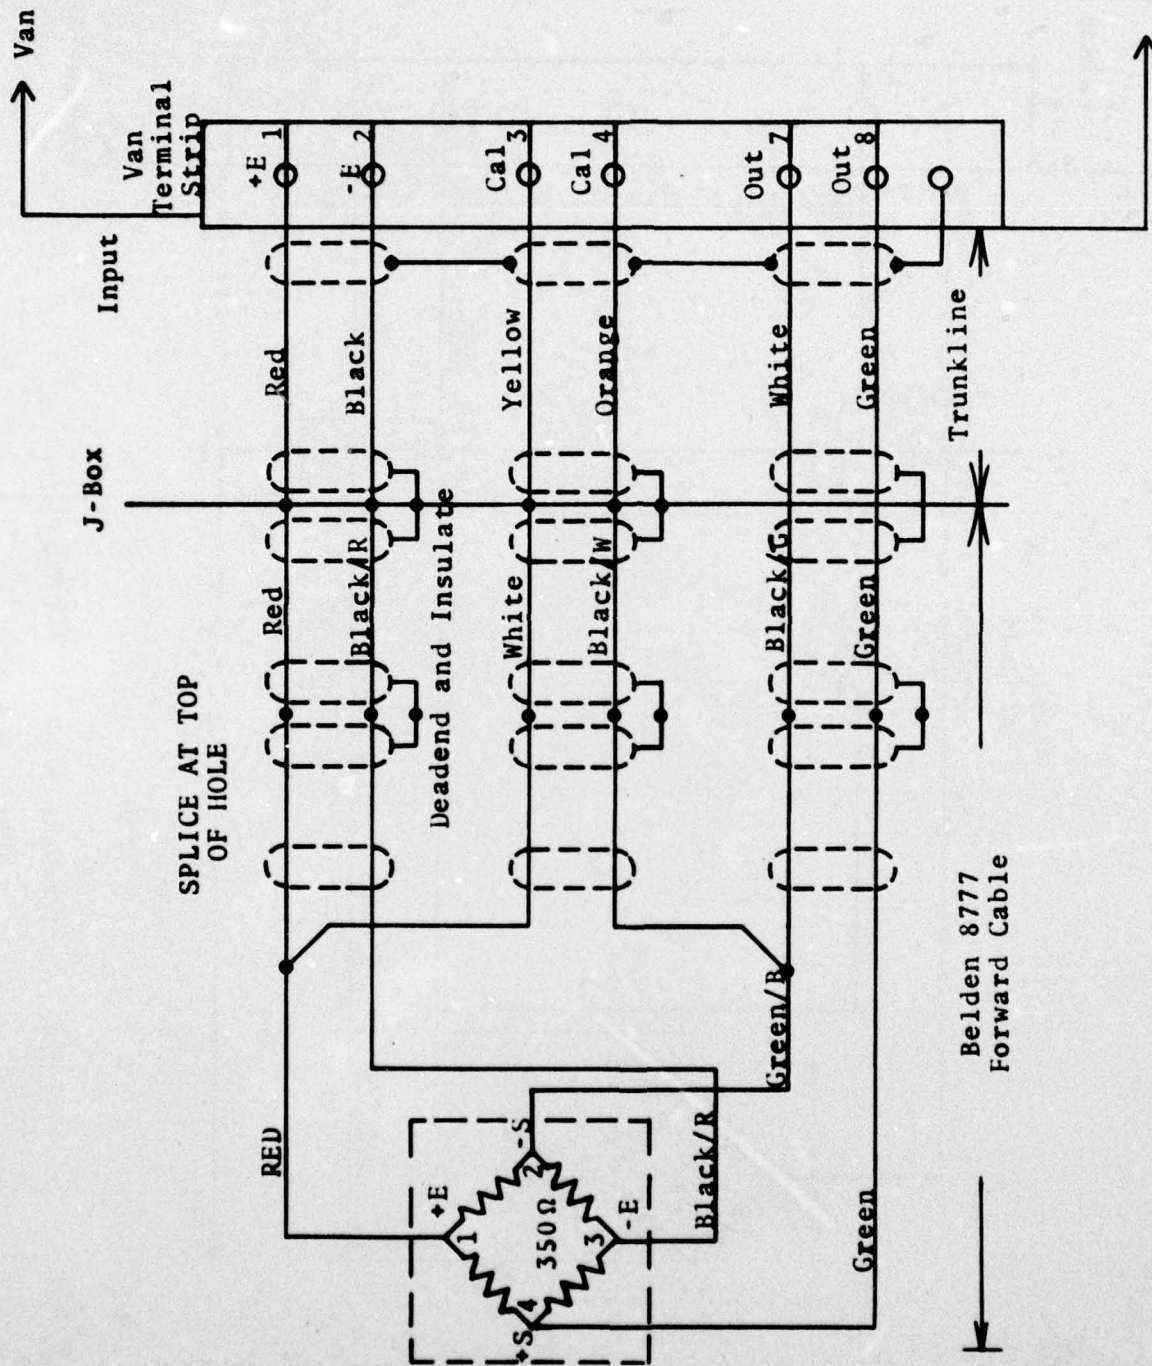 Van
Van
Terminal
Strip
Input
J-Box
SPLICE AT TOP
OF HOLE
+E 1
-E 2
Cal 3
Cal 4
Out 7
Out 8
Red
Black
Yellow
Orange
White
Green
Trunkline
Red
Black/R
Deadend and Insulate
White
Black/W
Black/G
Green
RED
Green/B
Black/R
Green
+E
1
-S
2
350Ω
3
-E
4
+S
Belden 8777
Forward Cable